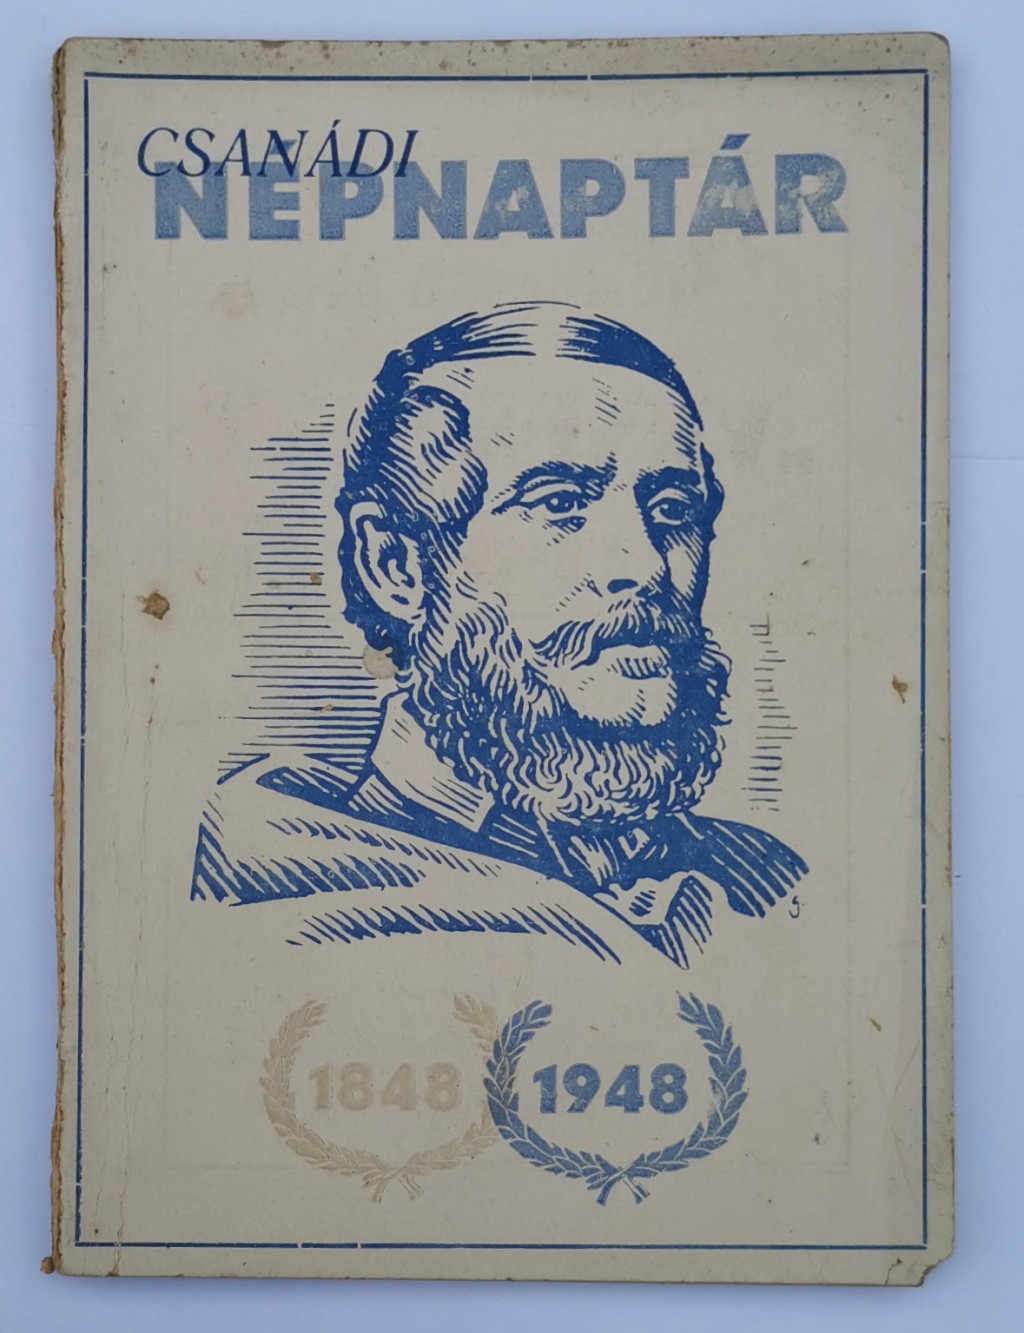 CSANÁDI
NÉPNAPTÁR
1848 1948